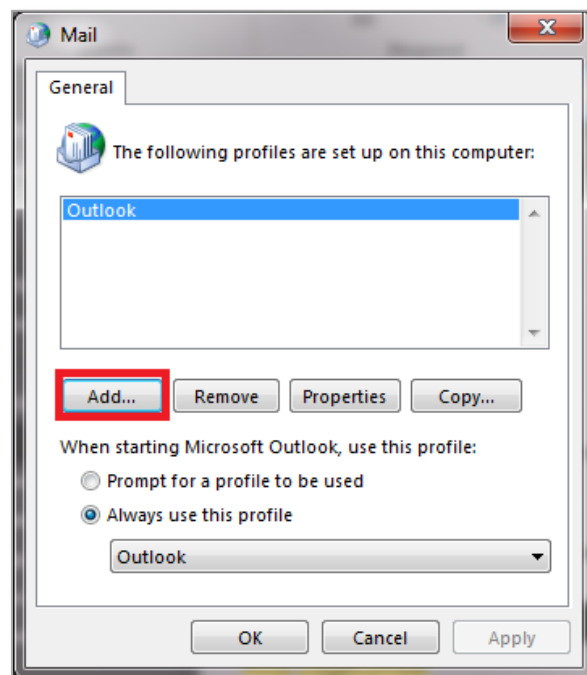 Mail
General
The following profiles are set up on this computer:
Outlook
Add... Remove Properties Copy...
When starting Microsoft Outlook, use this profile:
Prompt for a profile to be used
Always use this profile
Outlook
OK Cancel Apply